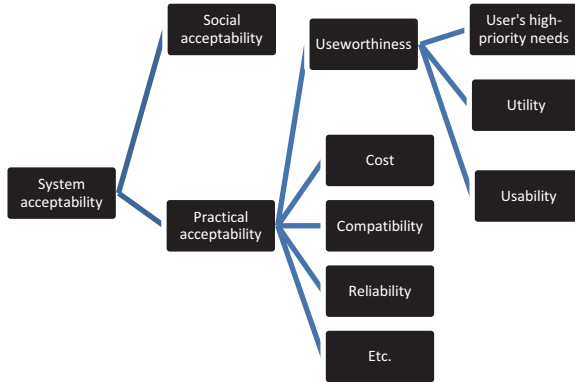 Social
acceptability
Useworthiness
User's high-
priority needs
Utility
Usability
System
acceptability
Practical
acceptability
Cost
Compatibility
Reliability
Etc.